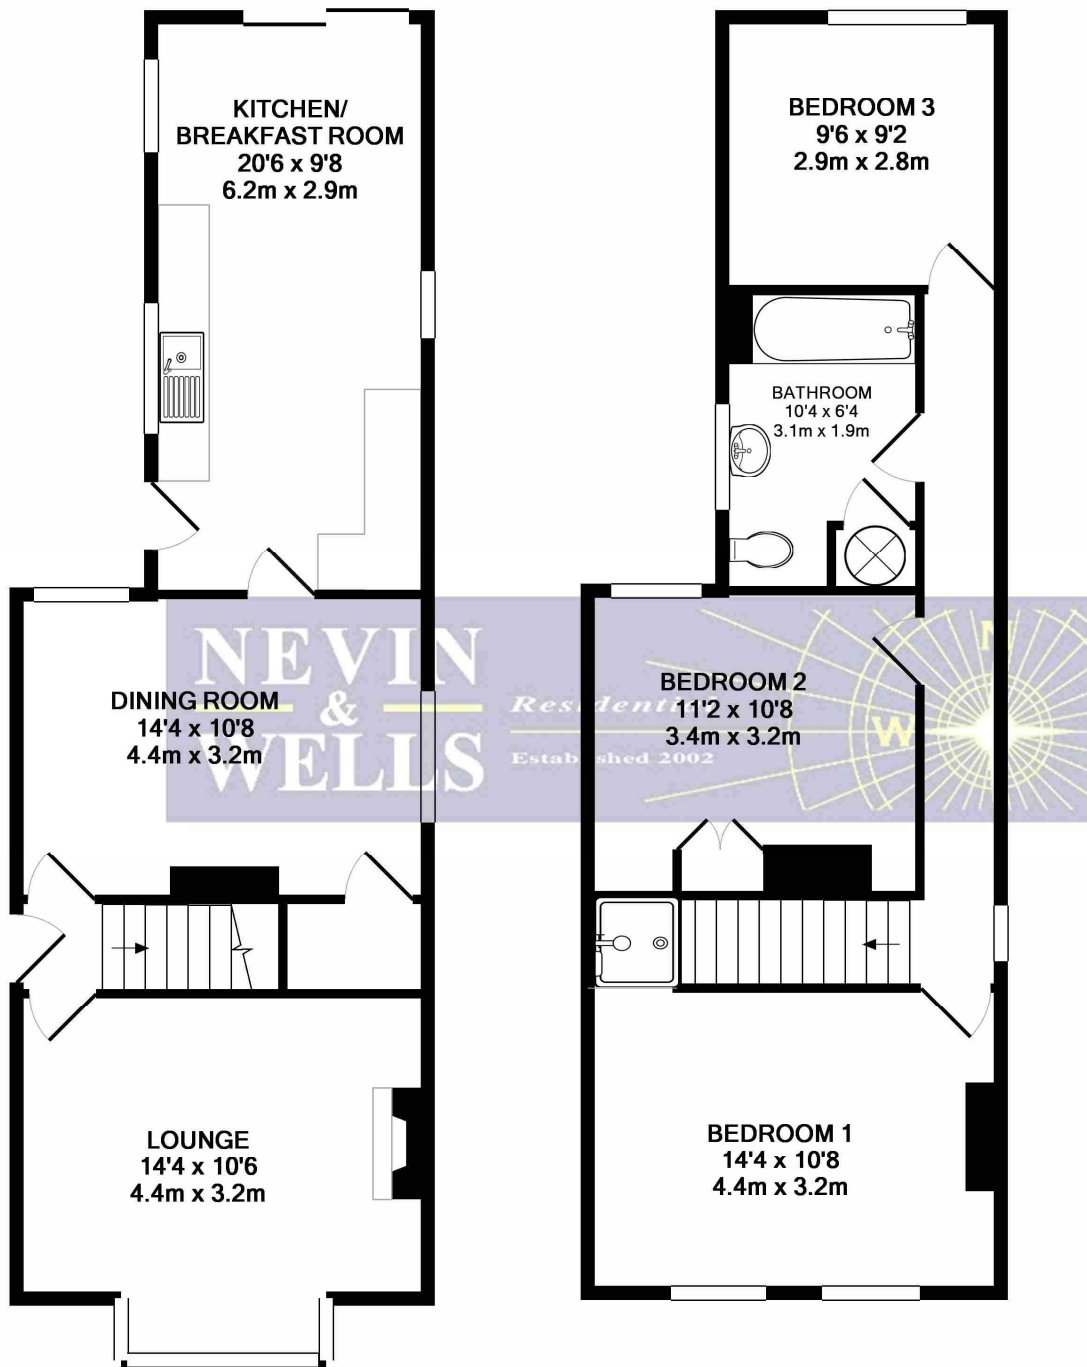 KITCHEN/
BREAKFAST ROOM
20'6 x 9'8
6.2m x 2.9m
BEDROOM 3
9'6 x 9'2
2.9m x 2.8m
BATHROOM
10'4 x 6'4
3.1m x 1.9m
NEVIN
&
WELLS
Residential
Established 2002
N
W
DINING ROOM
14'4 x 10'8
4.4m x 3.2m
BEDROOM 2
11'2 x 10'8
3.4m x 3.2m
LOUNGE
14'4 x 10'6
4.4m x 3.2m
BEDROOM 1
14'4 x 10'8
4.4m x 3.2m